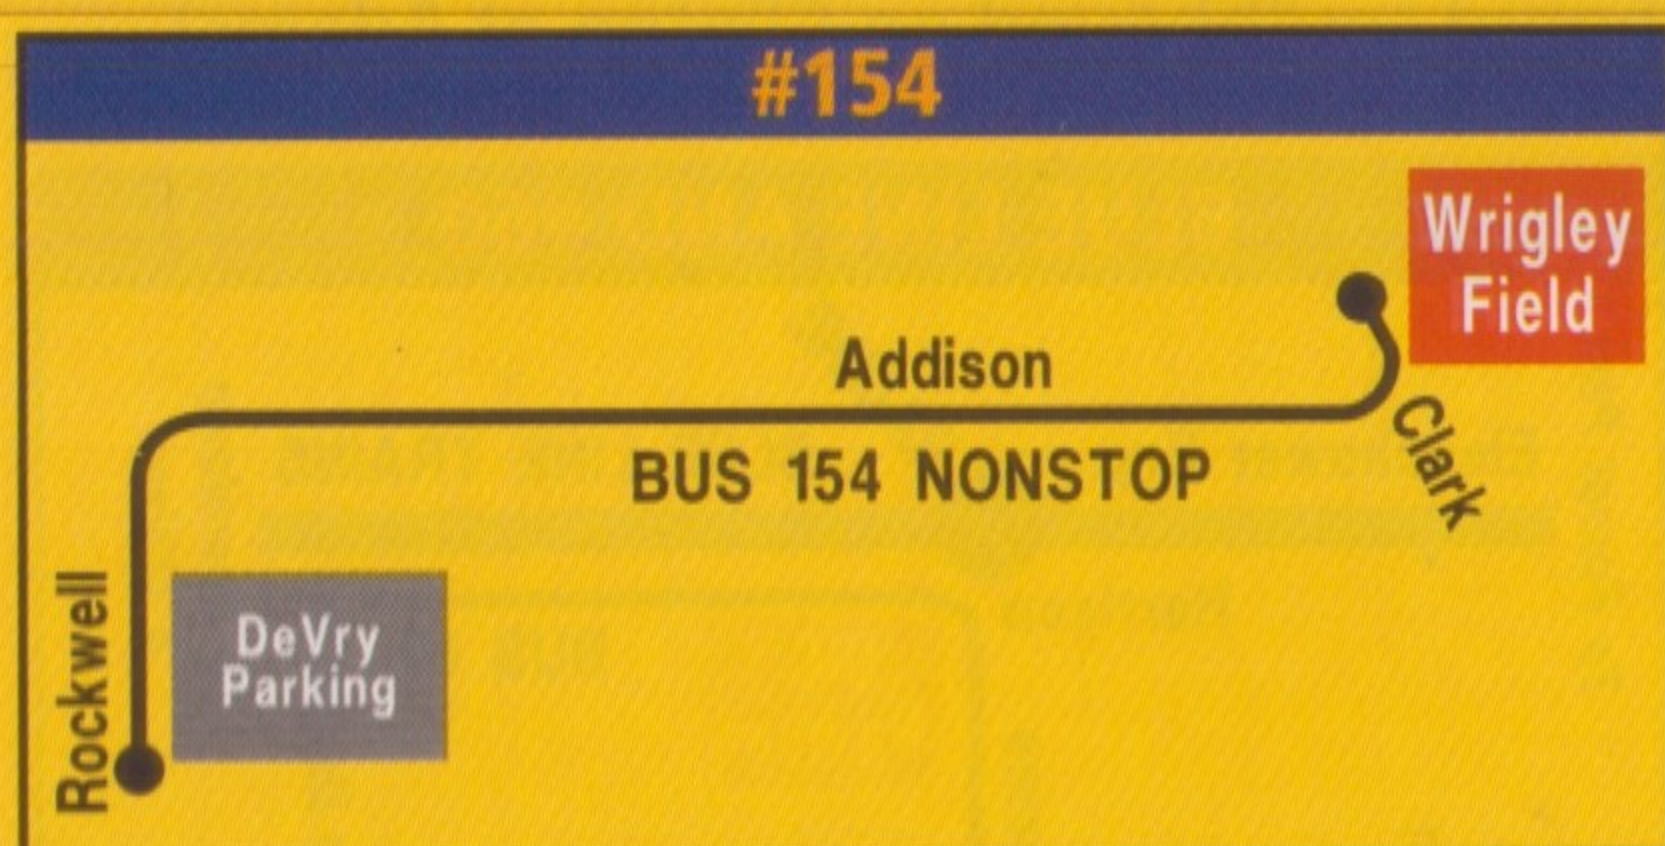 #154
Wrigley
Field
Addison
Clark
BUS 154 NONSTOP
Rockwell
DeVry
Parking